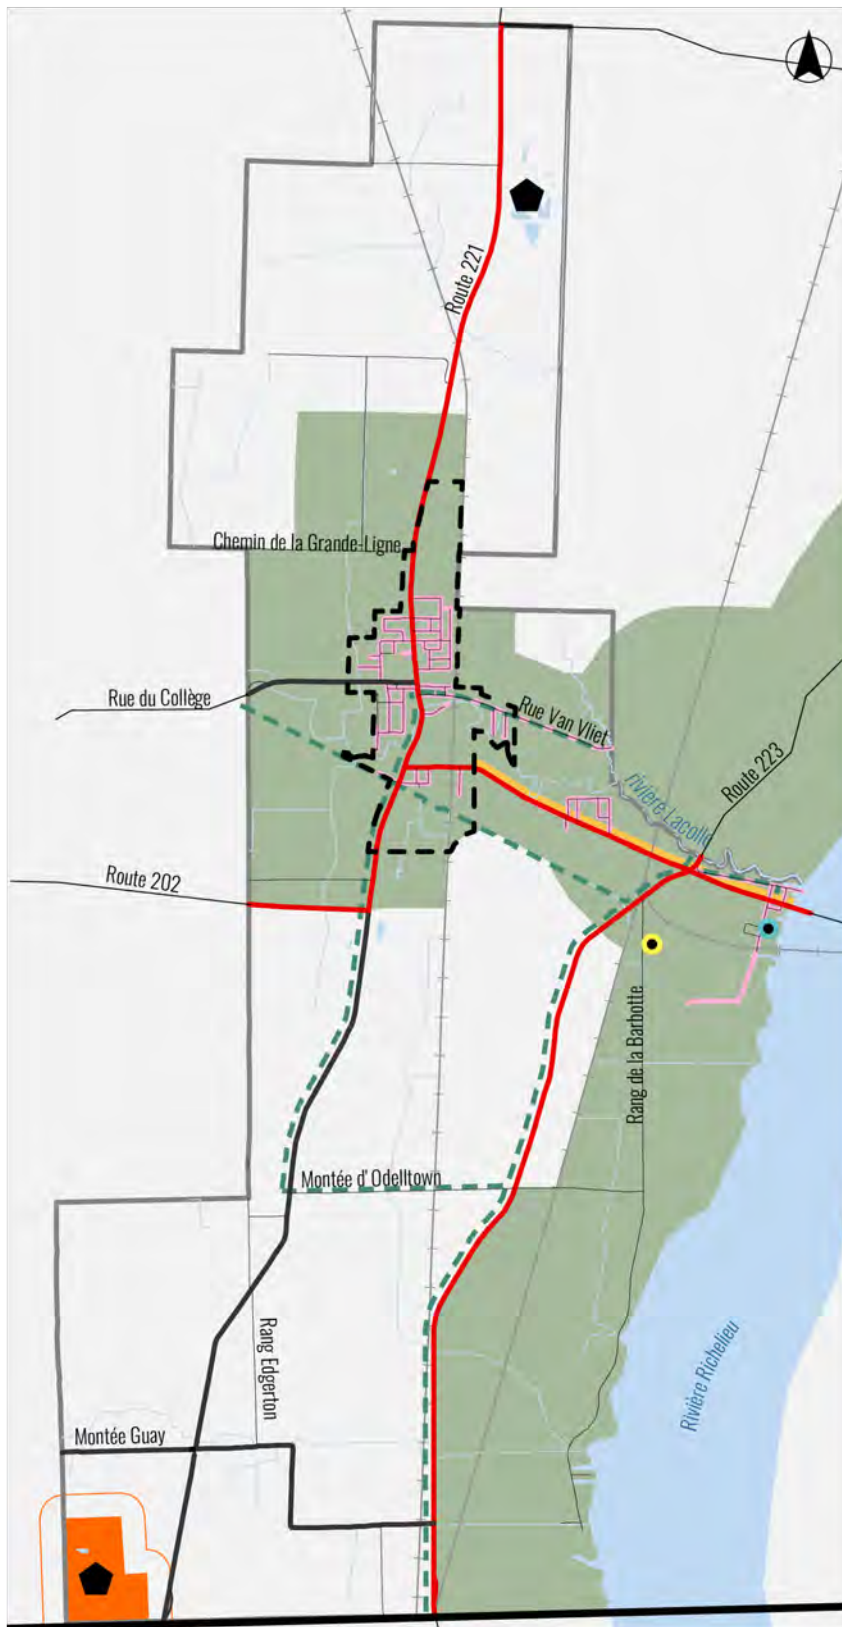 Route 221
Chemin de la Grande-Ligne
Rue du Collège
Rue Van Vliet
Route 223
rivière Lacolle
Route 202
Rang de la Barbotte
Montée d'Odelltown
Rang Edgerton
Rivière Richelieu
Montée Guay